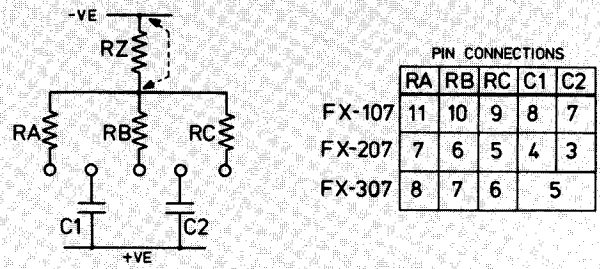 -VE
RZ
RA RB RC
C1 C2
+VE
PIN CONNECTIONS
RA RB RC C1 C2
FX-107 11 10 9 8 7
FX-207 7 6 5 4 3
FX-307 8 7 6 5